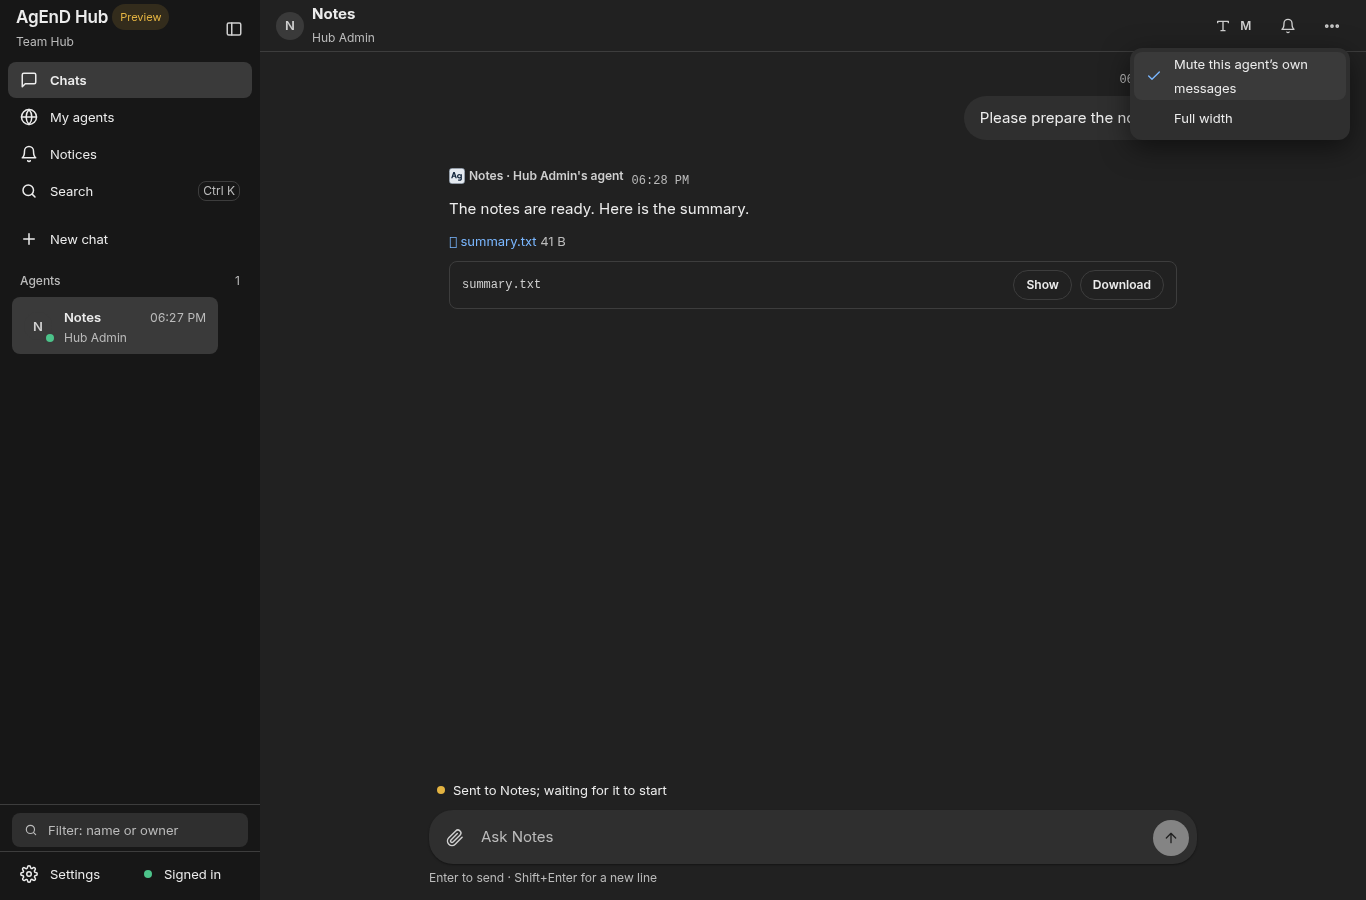 AgEnD Hub Preview
Team Hub
Chats
My agents
Notices
Search Ctrl K
New chat
Agents 1
N Notes 06:27 PM
Hub Admin
Filter: name or owner
Settings Signed in
N Notes
Hub Admin
T M
Mute this agent’s own
messages
Full width
06
Please prepare the no
Ag Notes · Hub Admin's agent 06:28 PM
The notes are ready. Here is the summary.
summary.txt 41 B
summary.txt Show Download
Sent to Notes; waiting for it to start
Ask Notes
Enter to send · Shift+Enter for a new line